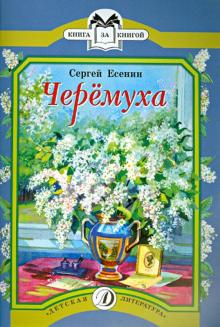 КНИГА ЗА КНИГОЙ
Сергей Есенин
Черёмуха
«ДЕТСКАЯ ЛИТЕРАТУРА»